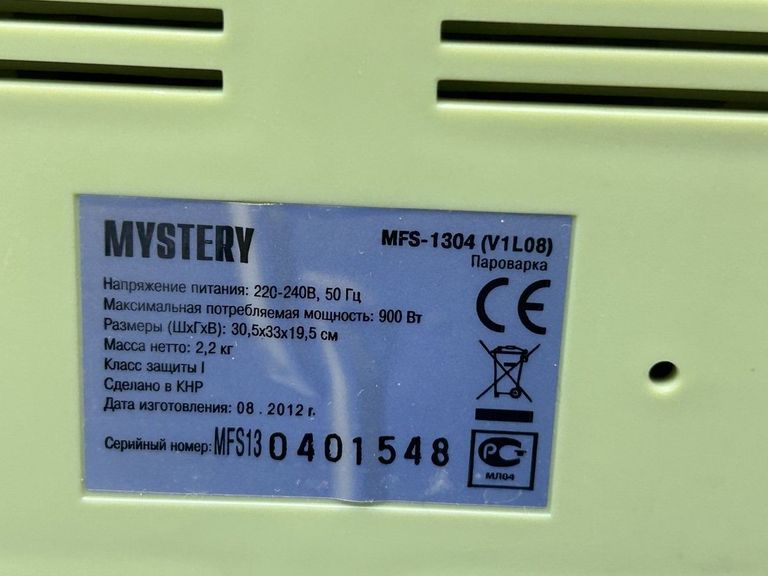 MYSTERY
MFS-1304 (V1L08)
Пароварка
Напряжение питания: 220-240В, 50 Гц
Максимальная потребляемая мощность: 900 Вт
Размеры (ШхГхВ): 30,5х33х19,5 см
Масса нетто: 2,2 кг
Класс защиты I
Сделано в КНР
Дата изготовления: 08 . 2012 г.
Серийный номер: MFS13 0401548
CE
РС
МЛ04